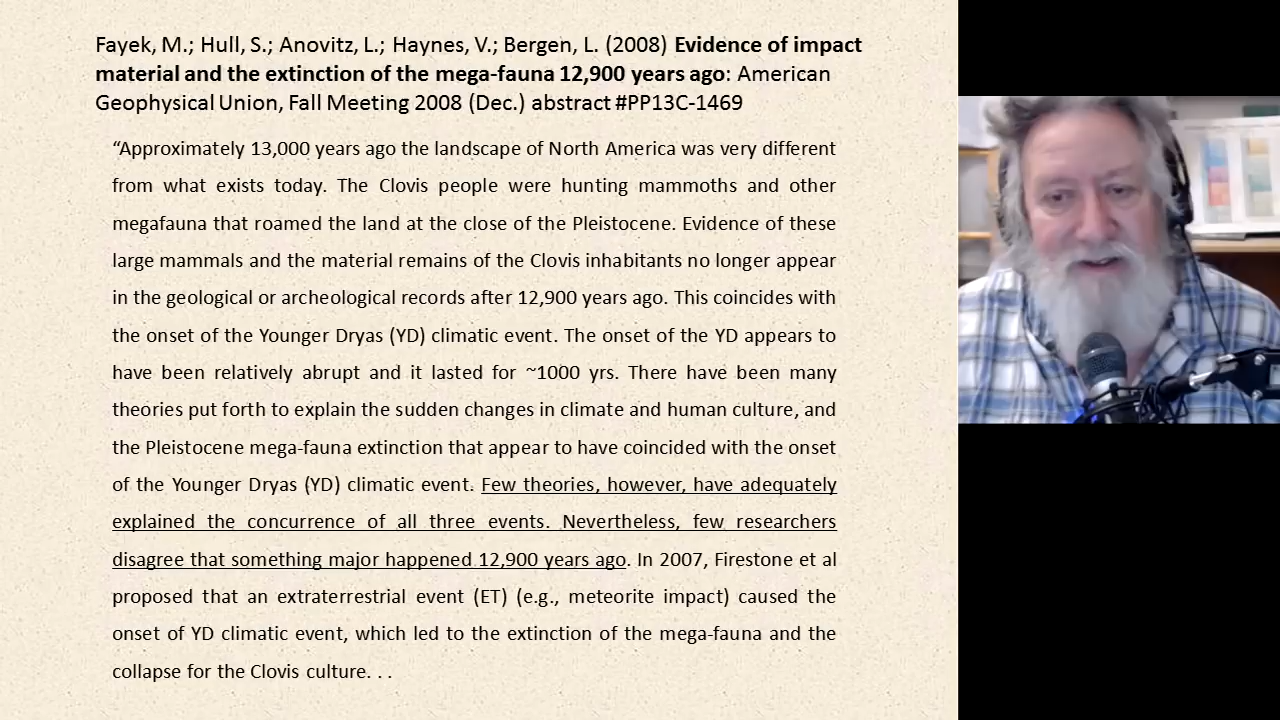 Fayek, M.; Hull, S.; Anovitz, L.; Haynes, V.; Bergen, L. (2008) Evidence of impact
material and the extinction of the mega-fauna 12,900 years ago: American
Geophysical Union, Fall Meeting 2008 (Dec.) abstract #PP13C-1469
“Approximately 13,000 years ago the landscape of North America was very different
from what exists today. The Clovis people were hunting mammoths and other
megafauna that roamed the land at the close of the Pleistocene. Evidence of these
large mammals and the material remains of the Clovis inhabitants no longer appear
in the geological or archeological records after 12,900 years ago. This coincides with
the onset of the Younger Dryas (YD) climatic event. The onset of the YD appears to
have been relatively abrupt and it lasted for ~1000 yrs. There have been many
theories put forth to explain the sudden changes in climate and human culture, and
the Pleistocene mega-fauna extinction that appear to have coincided with the onset
of the Younger Dryas (YD) climatic event. Few theories, however, have adequately
explained the concurrence of all three events. Nevertheless, few researchers
disagree that something major happened 12,900 years ago. In 2007, Firestone et al
proposed that an extraterrestrial event (ET) (e.g., meteorite impact) caused the
onset of YD climatic event, which led to the extinction of the mega-fauna and the
collapse for the Clovis culture. . .